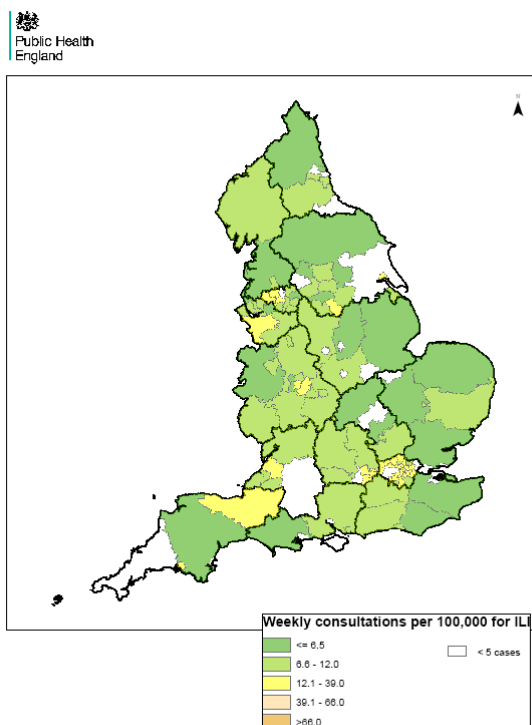 Public Health
England
N
Weekly consultations per 100,000 for ILI
<= 6.5
< 5 cases
6.6 - 12.0
12.1 - 39.0
39.1 - 66.0
>66.0